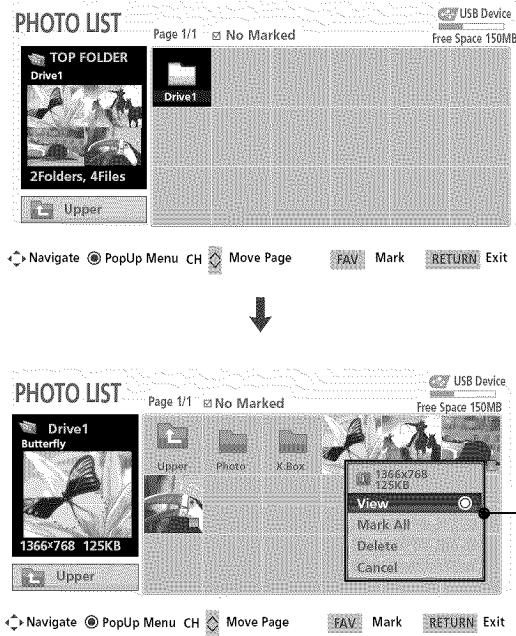 PHOTO LIST
Page 1/1 No Marked
USB Device
Free Space 150MB
TOP FOLDER
Drive1
2Folders, 4Files
Upper
Drive1
Navigate PopUp Menu CH Move Page FAV Mark RETURN Exit
PHOTO LIST
Page 1/1 No Marked
USB Device
Free Space 150MB
Drive1
Butterfly
1366x768 125KB
Upper
Upper Photo X.Box
1366x768
125KB
View
Mark All
Delete
Cancel
Navigate PopUp Menu CH Move Page FAV Mark RETURN Exit